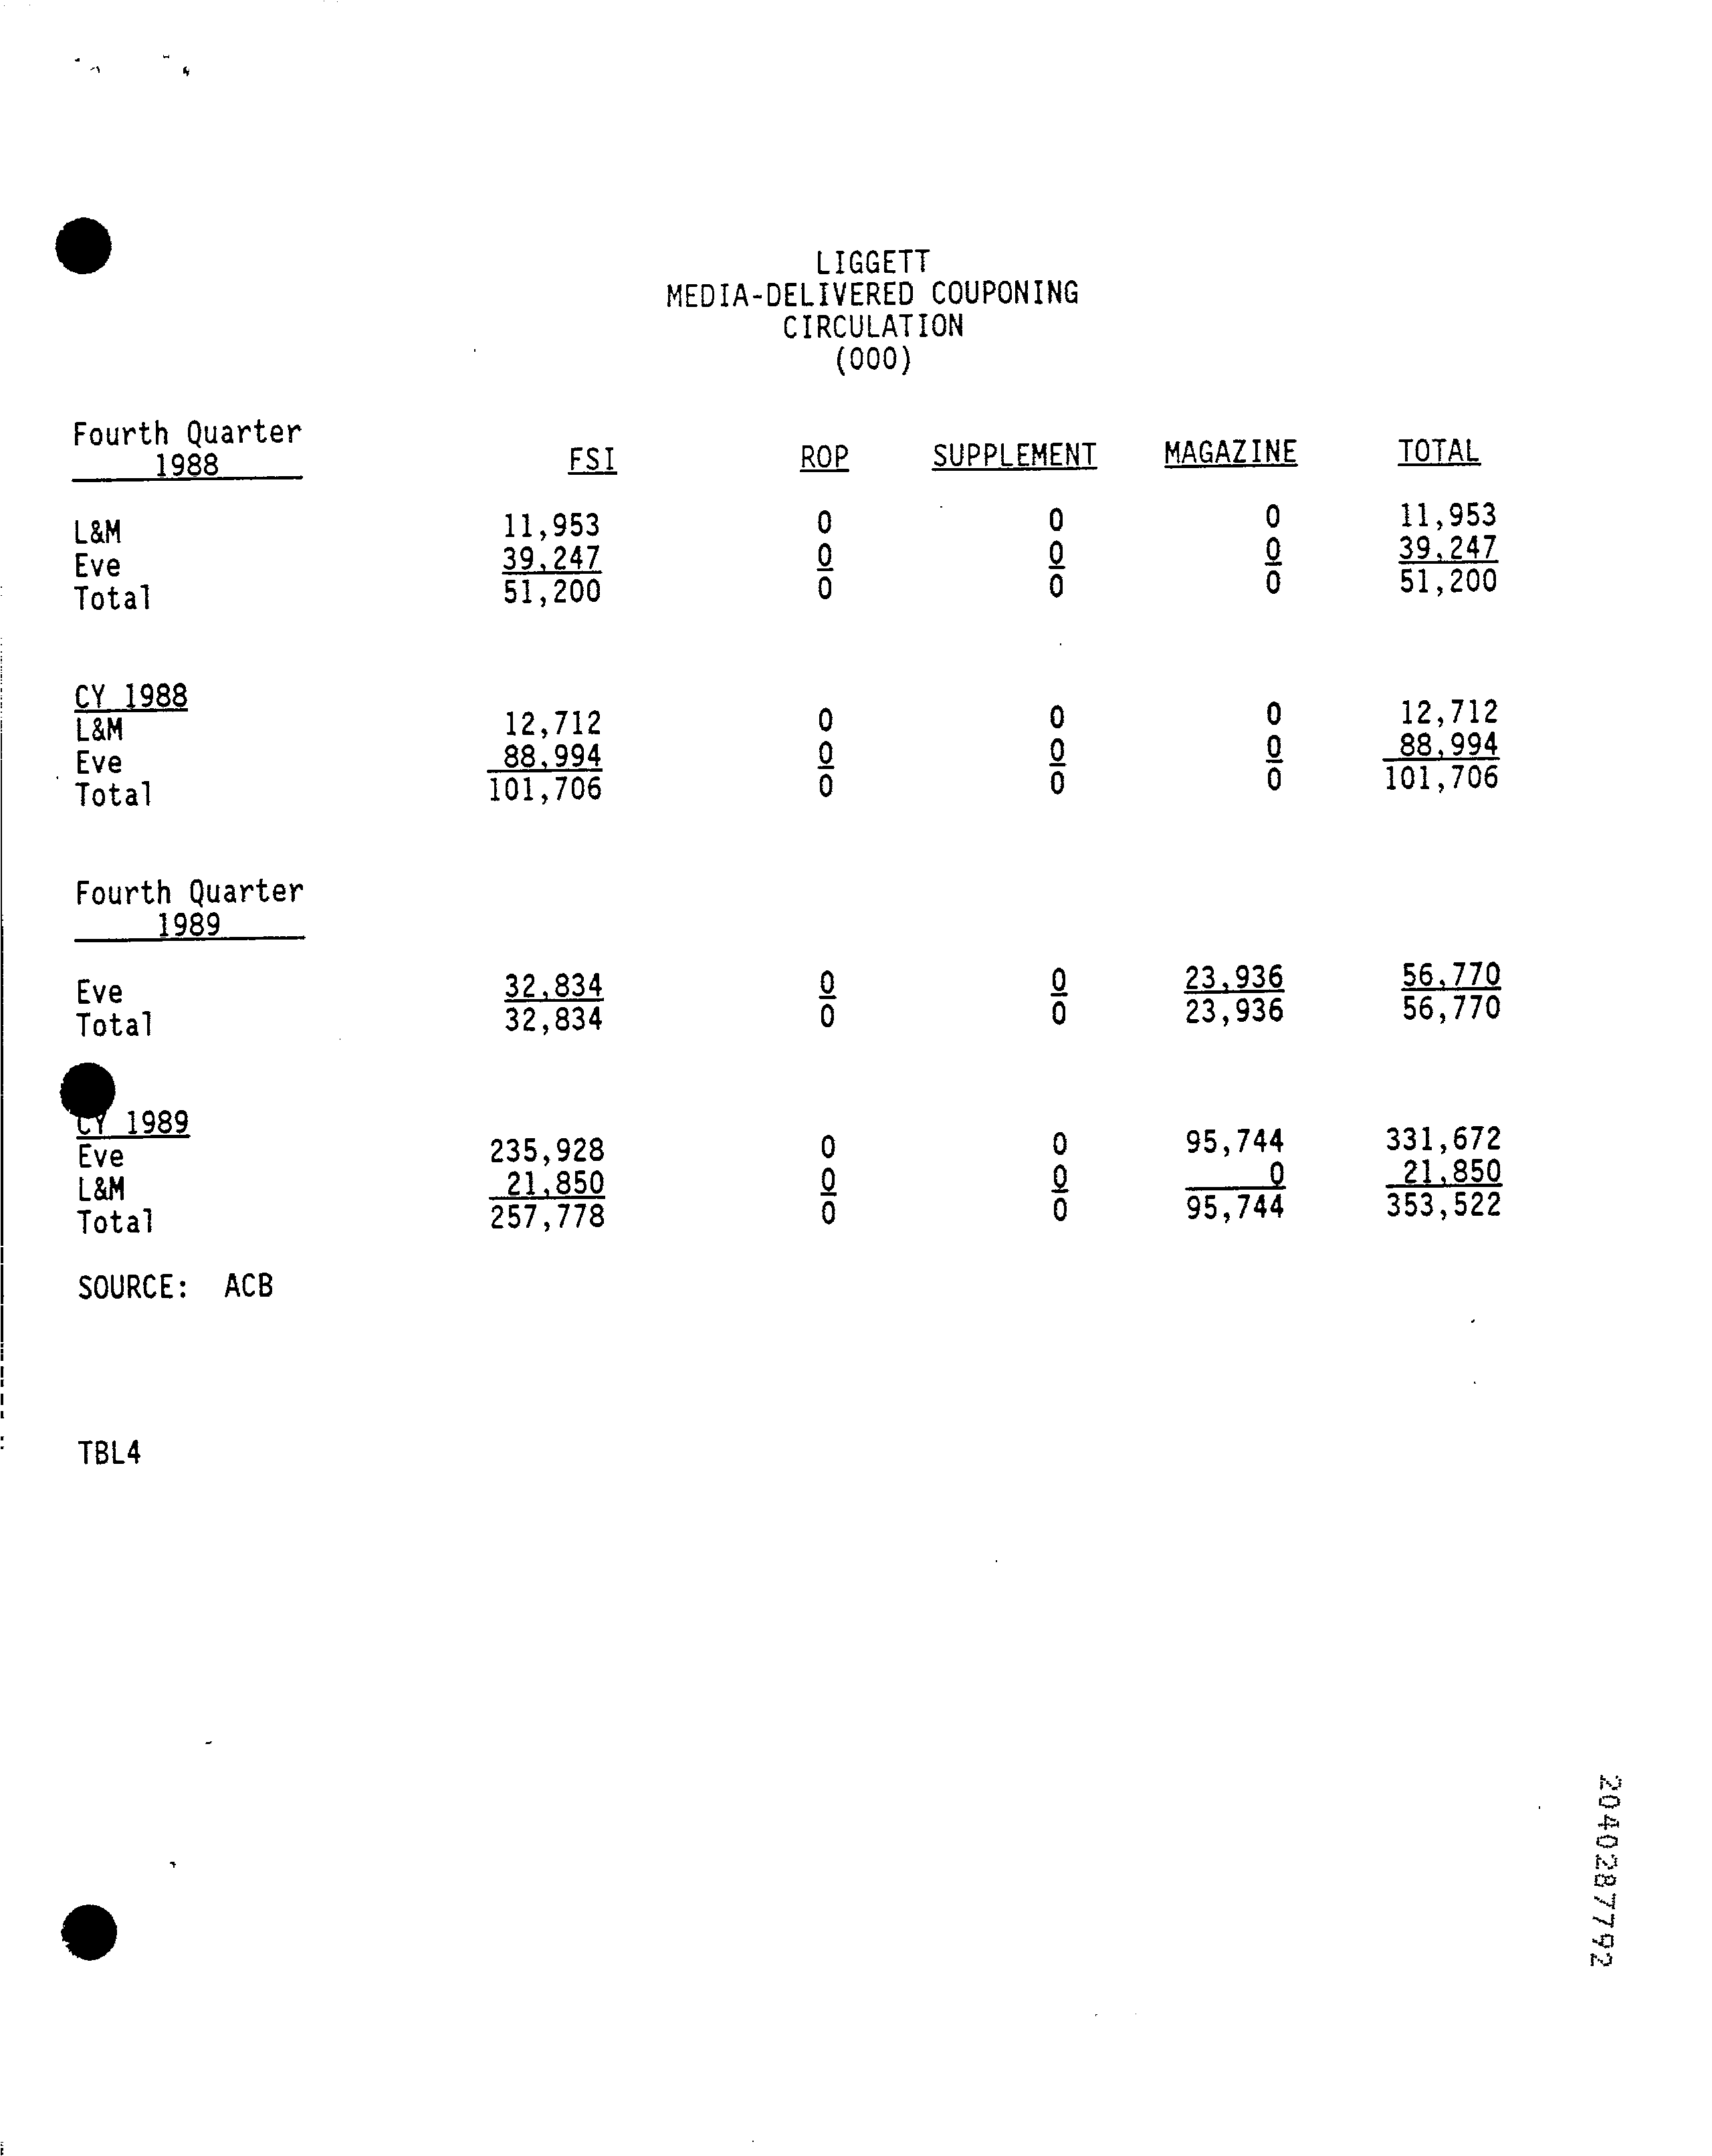 LIGGETT
MEDIA-DELIVERED COUPONING
CIRCULATION
(000)
Fourth Quarter
1988 FSI ROP SUPPLEMENT MAGAZINE TOTAL
L&M 11,953 0 0 0 11,953
Eve 39,247 0 0 0 39,247
Total 51,200 0 0 0 51,200
CY 1988
L&M 12,712 0 0 0 12,712
Eve 88,994 0 0 0 88,994
Total 101,706 0 0 0 101,706
Fourth Quarter
1989
Eve 32,834 0 0 23,936 56,770
Total 32,834 0 0 23,936 56,770
CY 1989
Eve 235,928 0 0 95,744 331,672
L&M 21,850 0 0 0 21,850
Total 257,778 0 0 95,744 353,522
SOURCE: ACB
TBL4
2040287792